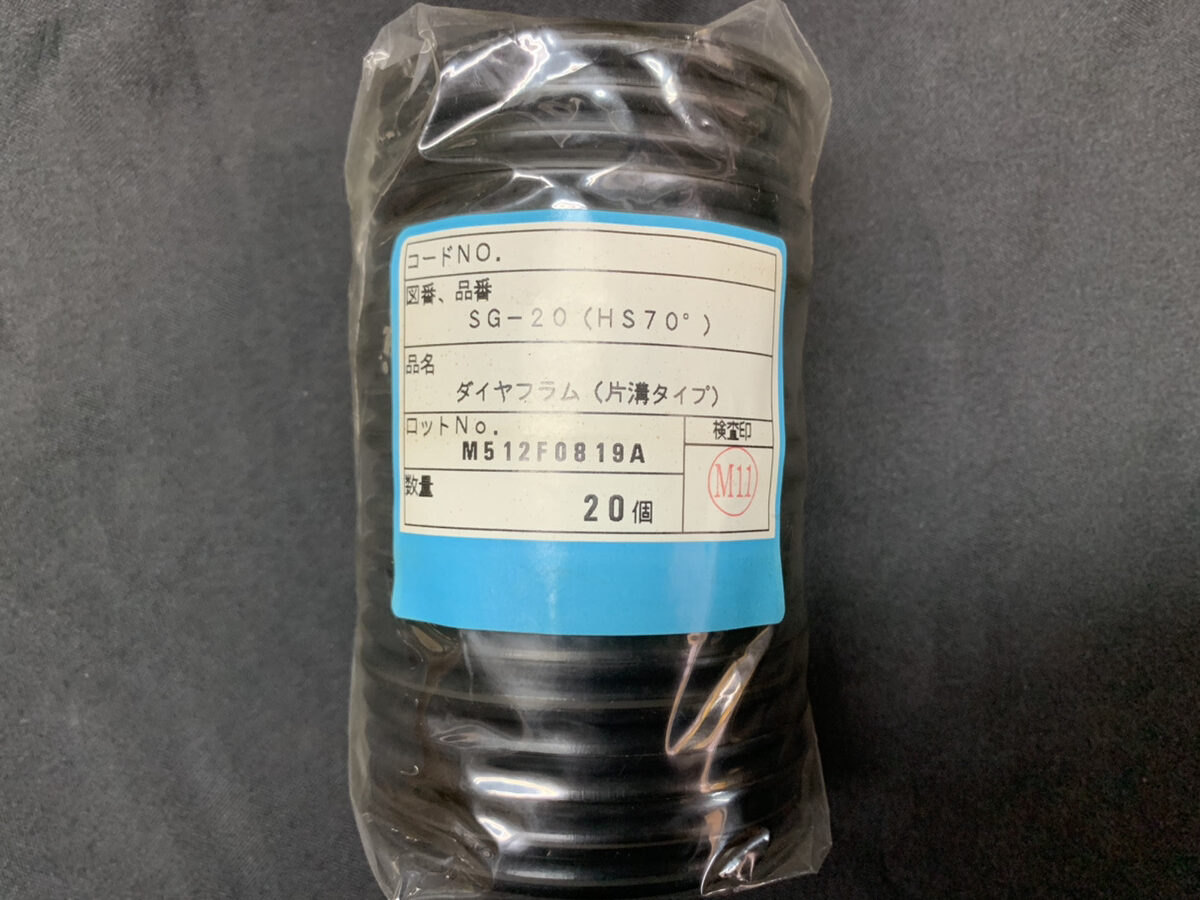 コードNO.
図番、品番
SG-20(HS70°)
品名
ダイヤフラム(片溝タイプ)
ロットNo.
検査印
M512F0819A
M11
数量
20個